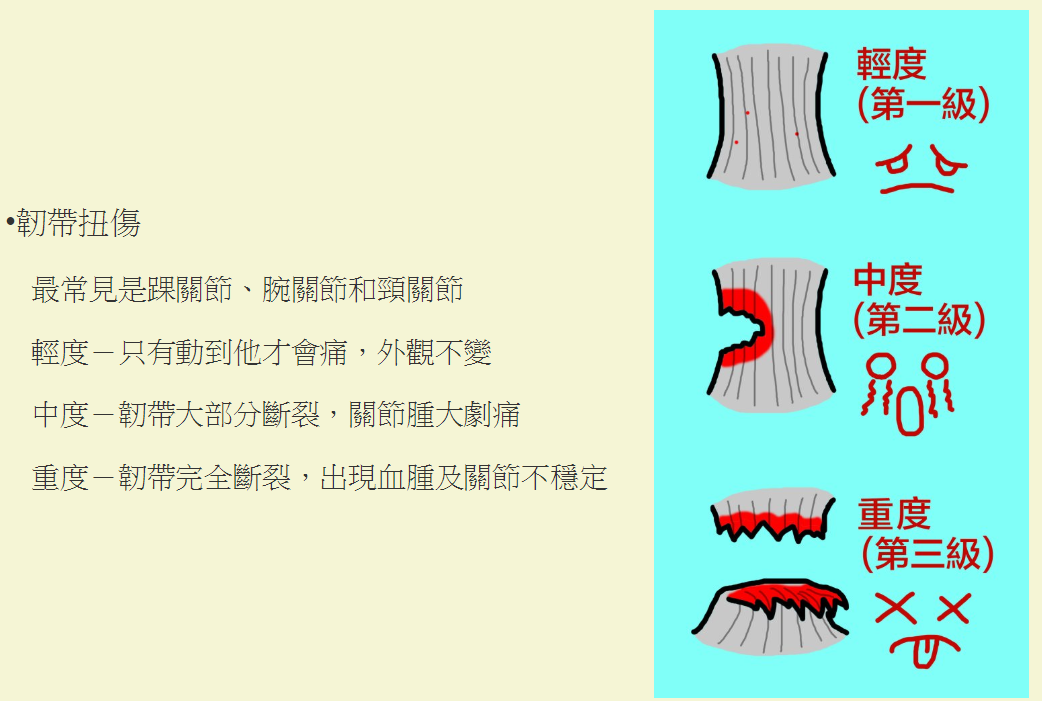 •韌帶扭傷
最常見是踝關節、腕關節和頸關節
輕度－只有動到他才會痛，外觀不變
中度－韌帶大部分斷裂，關節腫大劇痛
重度－韌帶完全斷裂，出現血腫及關節不穩定
輕度
(第一級)
中度
(第二級)
重度
(第三級)